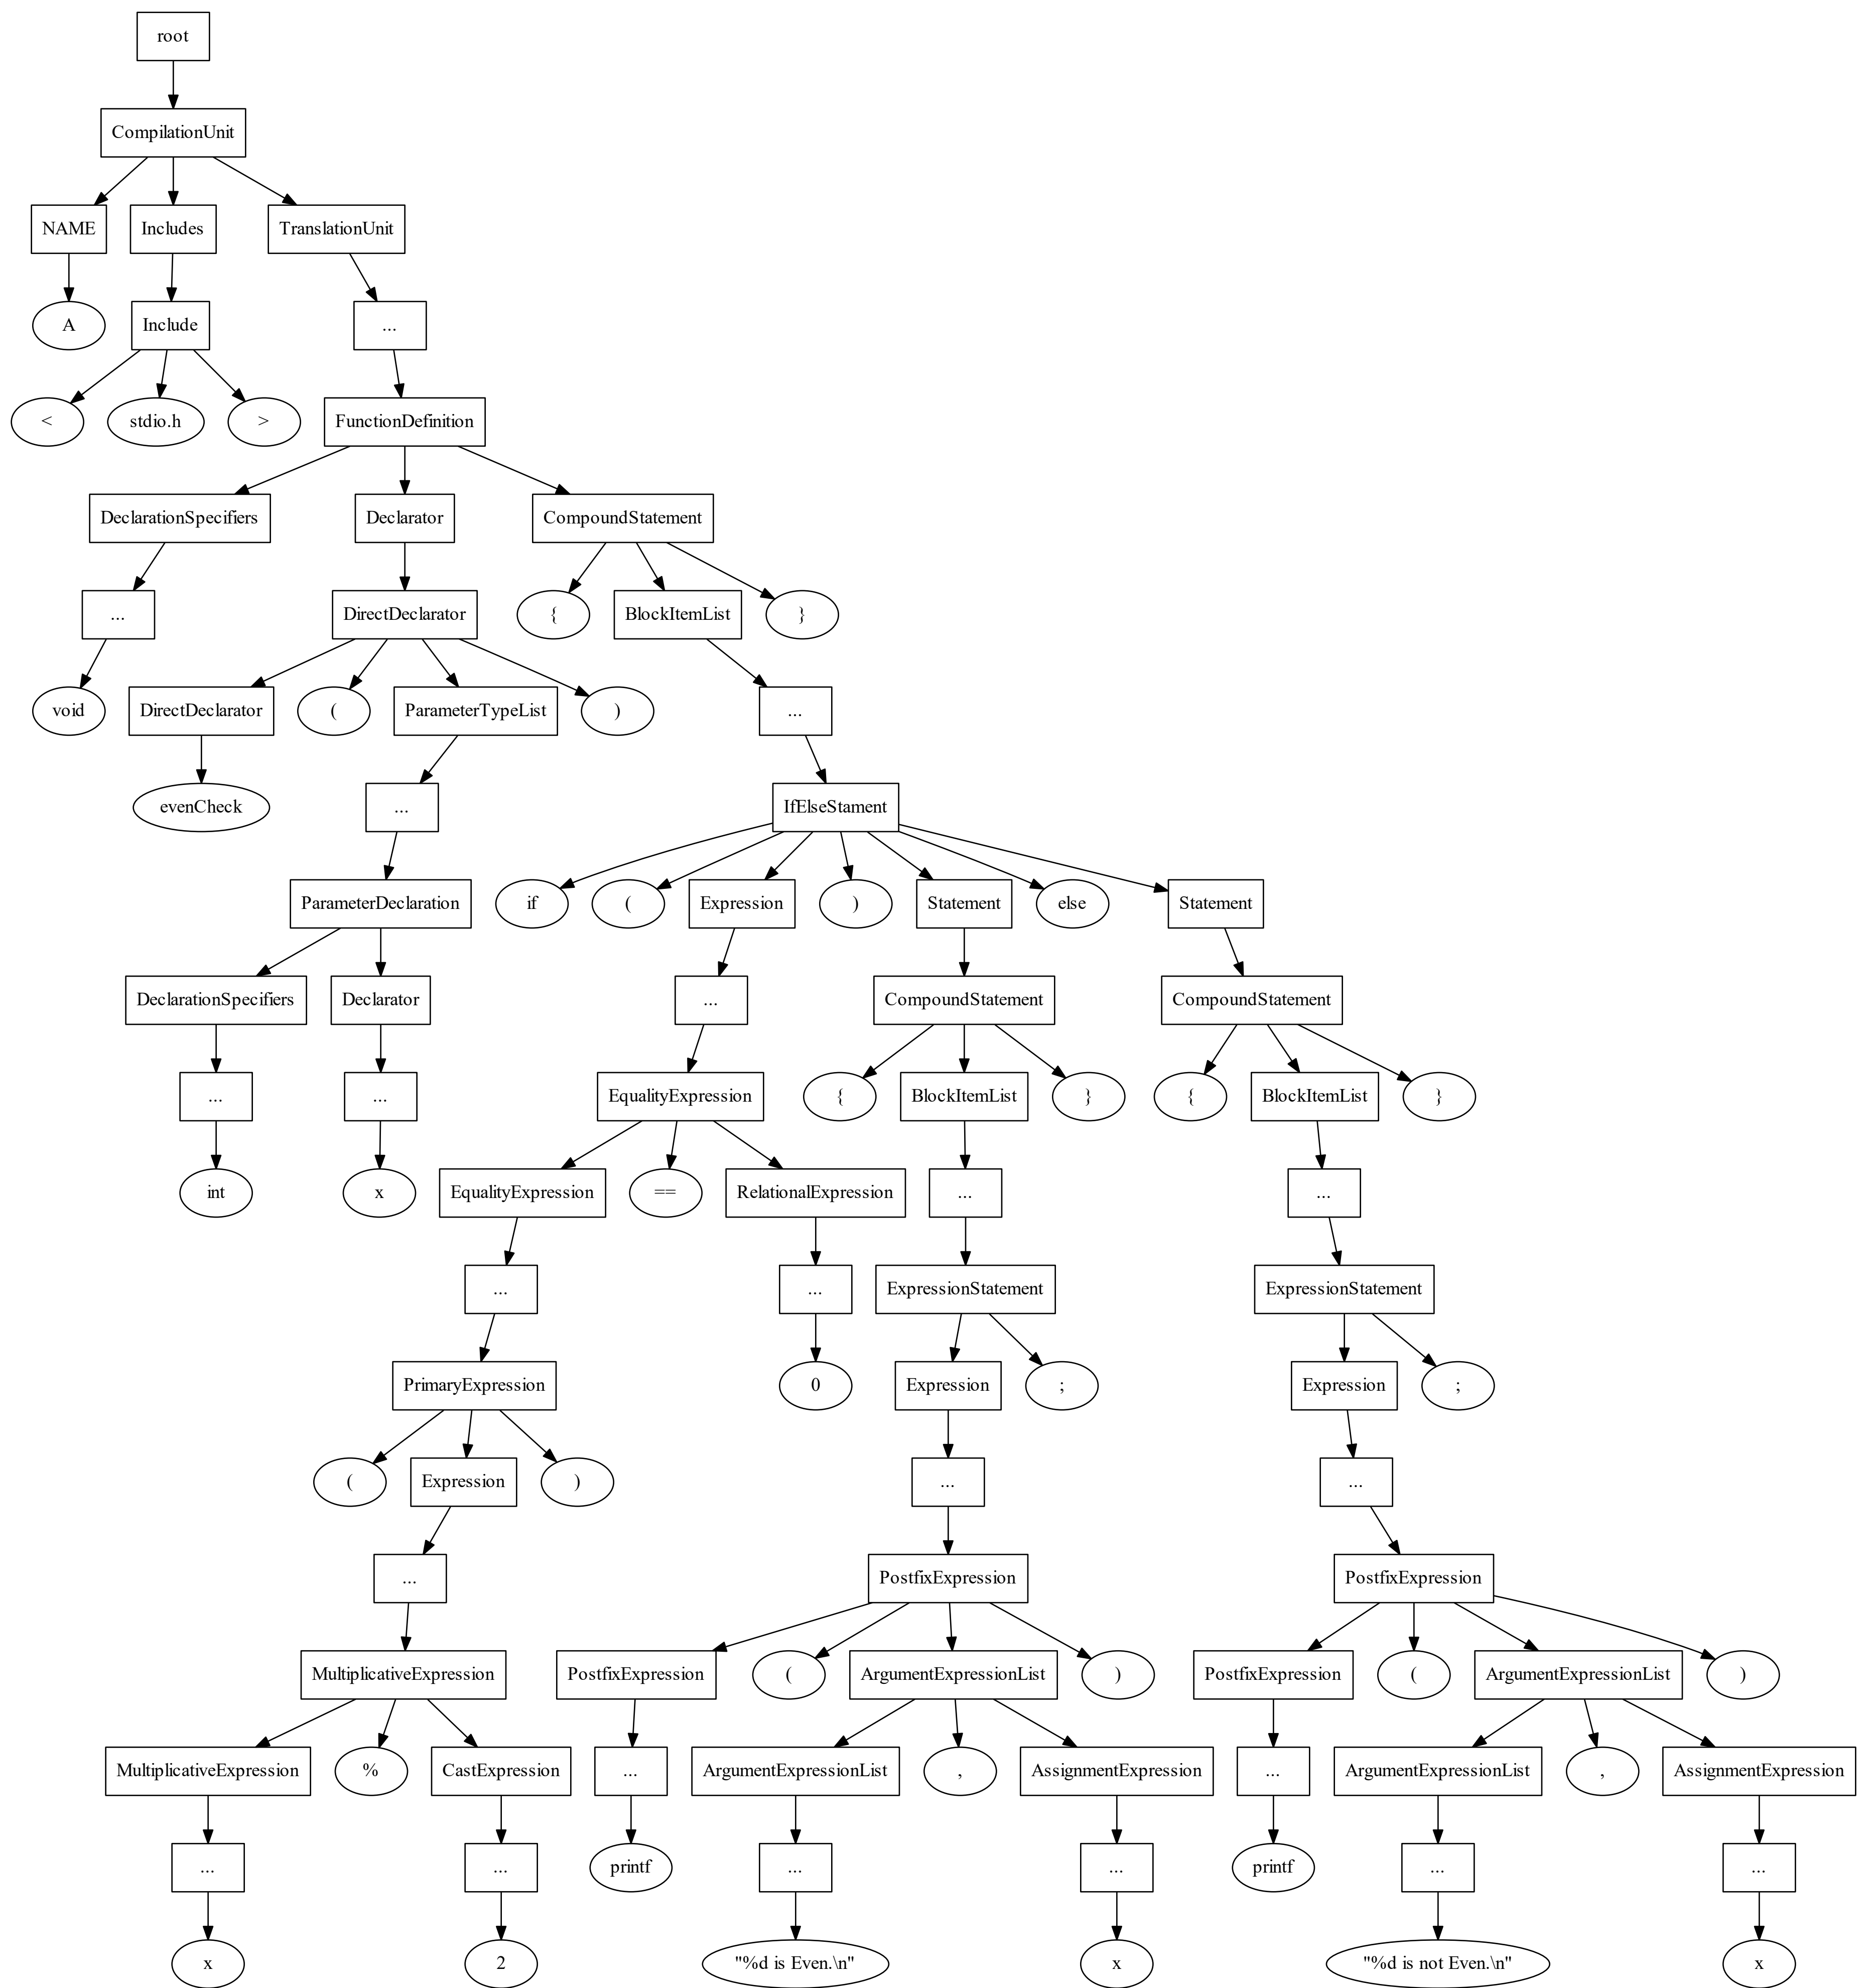 root
CompilationUnit
NAME Includes TranslationUnit
A Include ...
< stdio.h > FunctionDefinition
DeclarationSpecifiers Declarator CompoundStatement
... DirectDeclarator { BlockItemList }
void DirectDeclarator ( ParameterTypeList ) ...
evenCheck ... IfElseStament
ParameterDeclaration if ( Expression ) Statement else Statement
DeclarationSpecifiers Declarator ... CompoundStatement CompoundStatement
... ... EqualityExpression { BlockItemList } { BlockItemList }
int x EqualityExpression == RelationalExpression ... ...
... ... ExpressionStatement ExpressionStatement
PrimaryExpression 0 Expression ; Expression ;
( Expression ) ... ...
... PostfixExpression PostfixExpression
MultiplicativeExpression PostfixExpression ( ArgumentExpressionList ) PostfixExpression ( ArgumentExpressionList )
MultiplicativeExpression % CastExpression ... ArgumentExpressionList , AssignmentExpression ... ArgumentExpressionList , AssignmentExpression
... ... printf ... ... printf ... ...
x 2 "%d is Even.\n" x "%d is not Even.\n" x